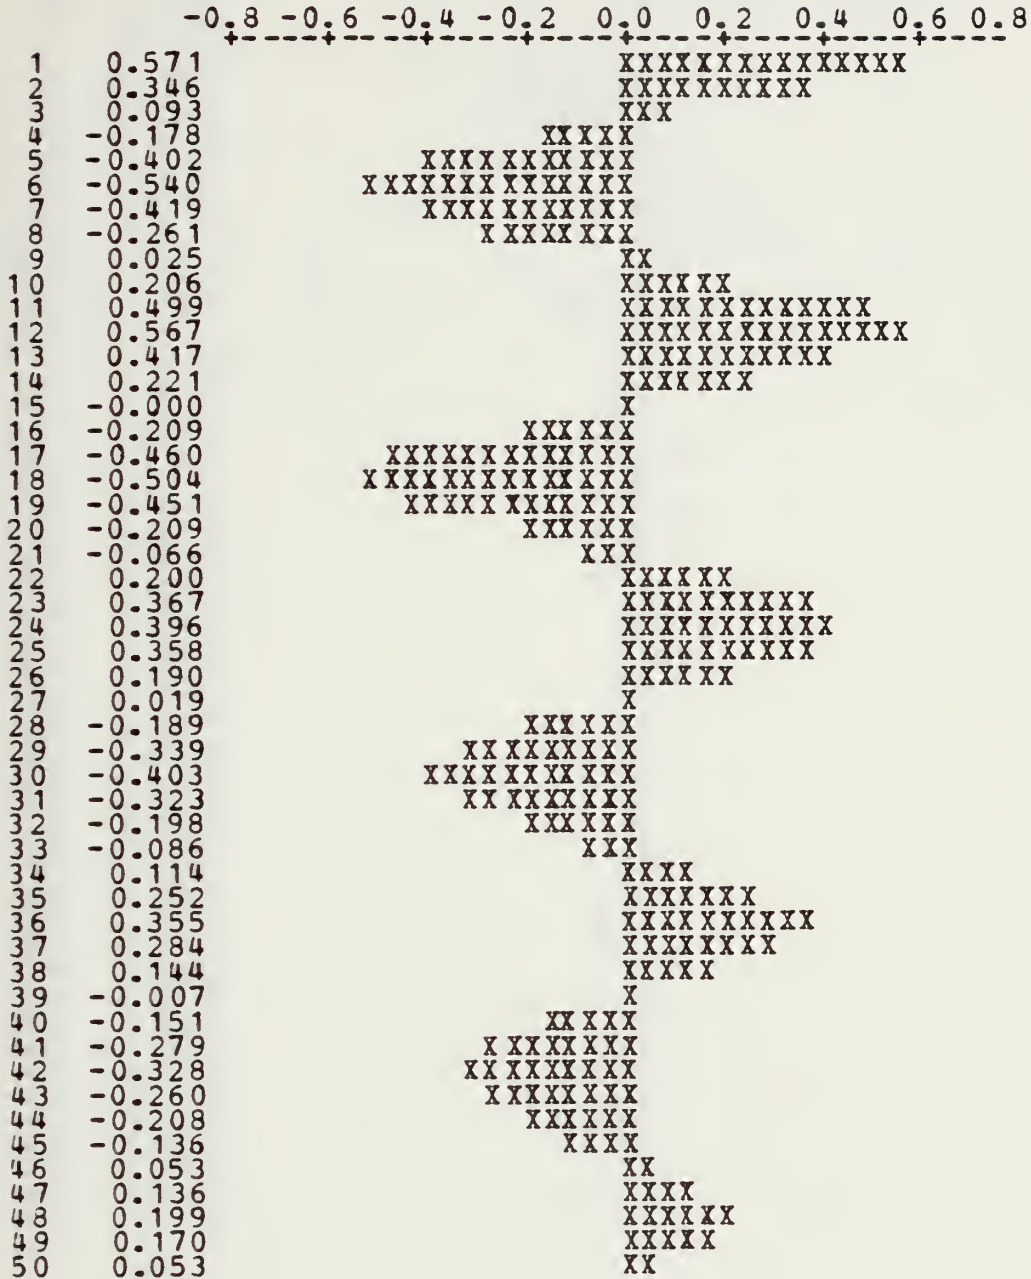 -0.8 -0.6 -0.4 -0.2 0.0 0.2 0.4 0.6 0.8
+----+----+----+----+----+----+----+----
1 0.571 XXXXXXXXXXXXXXX
2 0.346 XXXXXXXXXX
3 0.093 XXX
4 -0.178 XXXXX
5 -0.402 XXXXXXXXXXX
6 -0.540 XXXXXXXXXXXXXX
7 -0.419 XXXXXXXXXXX
8 -0.261 XXXXXXXX
9 0.025 XX
10 0.206 XXXXXX
11 0.499 XXXXXXXXXXXXX
12 0.567 XXXXXXXXXXXXXXX
13 0.417 XXXXXXXXXXX
14 0.221 XXXXXXX
15 -0.000 X
16 -0.209 XXXXXX
17 -0.460 XXXXXXXXXXXXX
18 -0.504 XXXXXXXXXXXXXX
19 -0.451 XXXXXXXXXXXX
20 -0.209 XXXXXX
21 -0.066 XXX
22 0.200 XXXXXX
23 0.367 XXXXXXXXXX
24 0.396 XXXXXXXXXXX
25 0.358 XXXXXXXXXX
26 0.190 XXXXXX
27 0.019 X
28 -0.189 XXXXXX
29 -0.339 XXXXXXXXX
30 -0.403 XXXXXXXXXXX
31 -0.323 XXXXXXXXX
32 -0.198 XXXXXX
33 -0.086 XXX
34 0.114 XXXX
35 0.252 XXXXXXX
36 0.355 XXXXXXXXXX
37 0.284 XXXXXXXX
38 0.144 XXXXX
39 -0.007 X
40 -0.151 XXXXX
41 -0.279 XXXXXXXX
42 -0.328 XXXXXXXXX
43 -0.260 XXXXXXXX
44 -0.208 XXXXXX
45 -0.136 XXXX
46 0.053 XX
47 0.136 XXXX
48 0.199 XXXXXX
49 0.170 XXXXX
50 0.053 XX